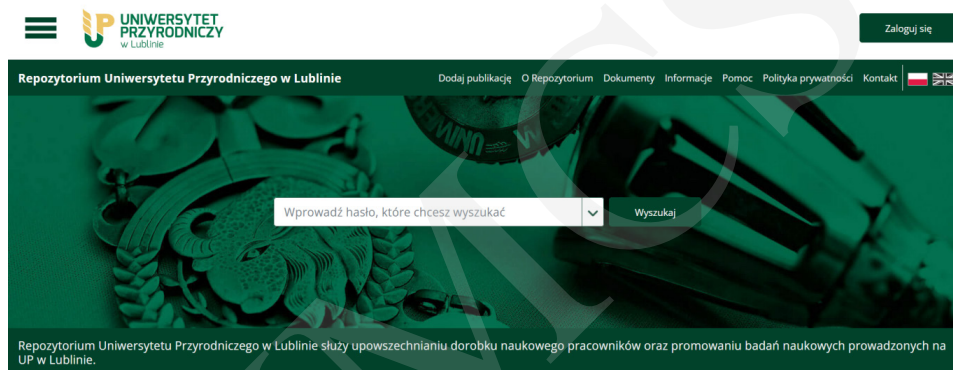 UP UNIWERSYTET
PRZYRODNICZY
w Lublinie
Zaloguj się
Repozytorium Uniwersytetu Przyrodniczego w Lublinie
Dodaj publikację O Repozytorium Dokumenty Informacje Pomoc Polityka prywatności Kontakt
Wprowadź hasło, które chcesz wyszukać
Wyszukaj
Repozytorium Uniwersytetu Przyrodniczego w Lublinie służy upowszechnianiu dorobku naukowego pracowników oraz promowaniu badań naukowych prowadzonych na
UP w Lublinie.